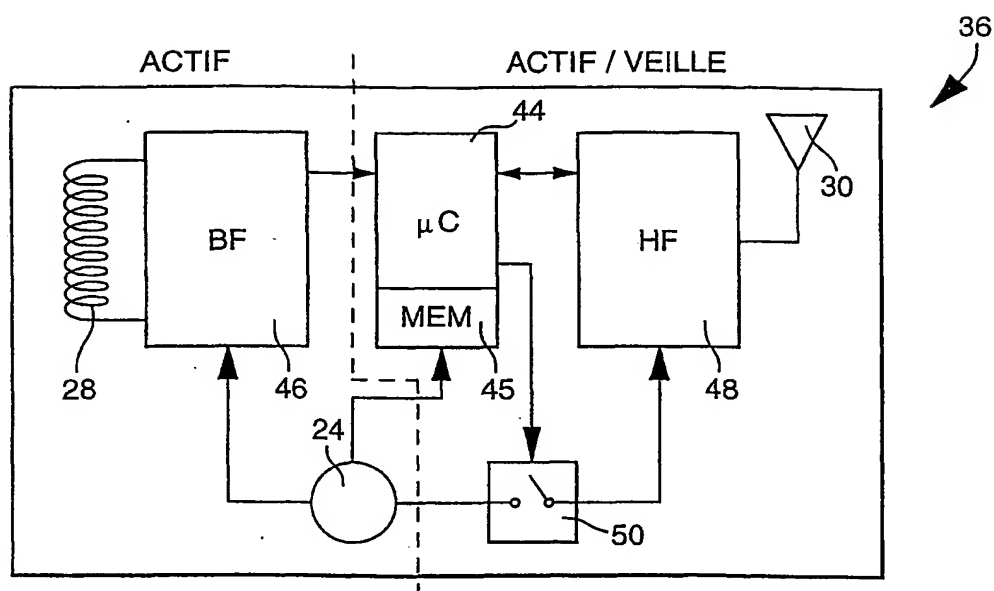 36
ACTIF
ACTIF / VEILLE
44
30
BF
μC
HF
MEM
28
46
45
48
24
50